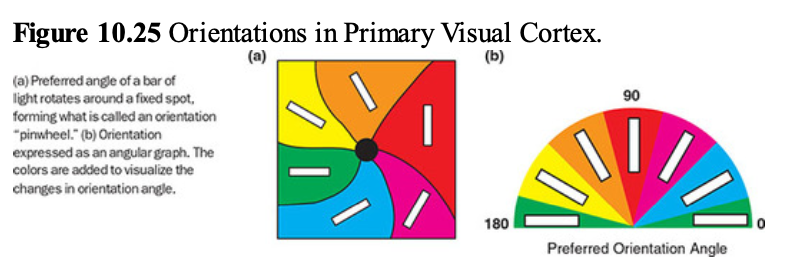 Figure 10.25 Orientations in Primary Visual Cortex.
(a) Preferred angle of a bar of
light rotates around a fixed spot,
forming what is called an orientation
“pinwheel.” (b) Orientation
expressed as an angular graph. The
colors are added to visualize the
changes in orientation angle.
(a)
(b)
90
180
0
Preferred Orientation Angle